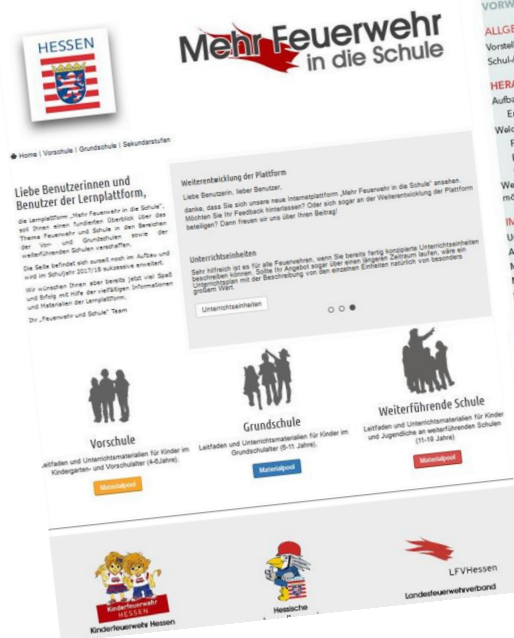 HESSEN
Mehr Feuerwehr
in die Schule
Home | Vorschule | Grundschule | Sekundarstufen
Liebe Benutzerinnen und
Benutzer der Lernplattform,
die Lernplattform „Mehr Feuerwehr in die Schule",
soll Ihnen einen fundierten Überblick über das
Thema Feuerwehr und Schule in den Bereichen
der Vor- und Grundschulen sowie der
weiterführenden Schulen verschaffen.
Die Seite befindet sich zurzeit noch im Aufbau und
wird im Schuljahr 2017/18 sukzessive erweitert.
Wir wünschen Ihnen aber bereits jetzt viel Spaß
und Erfolg mit Hilfe der vielfältigen Informationen
und Materialien der Lernplattform.
Ihr „Feuerwehr und Schule" Team
Weiterentwicklung der Plattform
Liebe Benutzerin, lieber Benutzer,
danke, dass Sie sich unsere neue Internetplattform „Mehr Feuerwehr in die Schule" ansehen.
Möchten Sie Ihr Feedback hinterlassen? Oder sich sogar an der Weiterentwicklung der Plattform
beteiligen? Dann freuen wir uns über Ihren Beitrag!
Unterrichtseinheiten
Sehr hilfreich ist es für alle Feuerwehren, wenn Sie bereits fertig konzipierte Unterrichtseinheiten
beschreiben können. Sollte Ihr Angebot sogar über einen längeren Zeitraum laufen, wäre ein
Unterrichtsplan mit der Beschreibung von den einzelnen Einheiten natürlich von besonders
großem Wert.
Unterrichtseinheiten
Vorschule
Leitfaden und Unterrichtsmaterialien für Kinder im
Kindergarten- und Vorschulalter (4-6Jahre).
Materialpool
Grundschule
Leitfaden und Unterrichtsmaterialien für Kinder im
Grundschulalter (6-11 Jahre).
Materialpool
Weiterführende Schule
Leitfaden und Unterrichtsmaterialien für Kinder
und Jugendliche an weiterführenden Schulen
(11-19 Jahre)
Materialpool
Kinderfeuerwehr
HESSEN
Kinderfeuerwehr Hessen
Hessische
LFVHessen
Landesfeuerwehrverband
VORW
ALLGE
Vorstel
Schul-/
HERA
Aufba